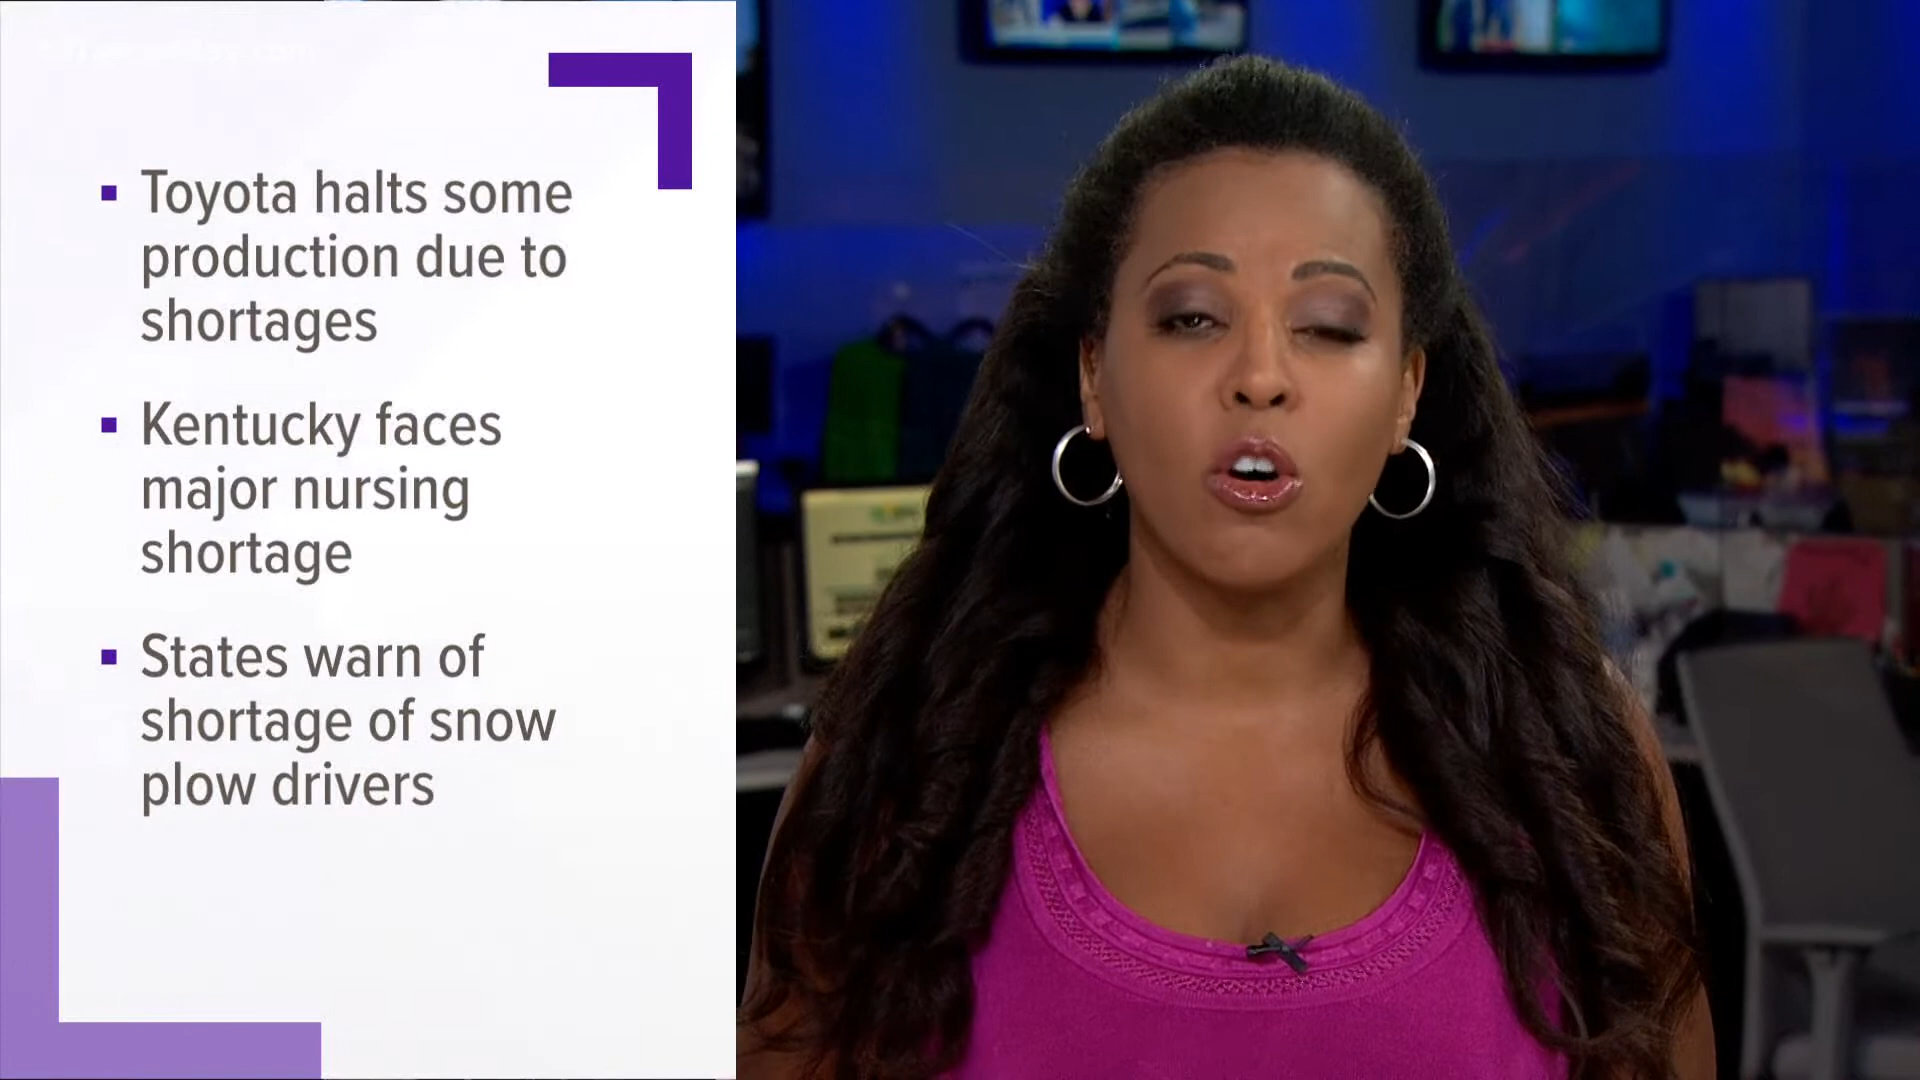 Toyota halts some
production due to
shortages
Kentucky faces
major nursing
shortage
States warn of
shortage of snow
plow drivers